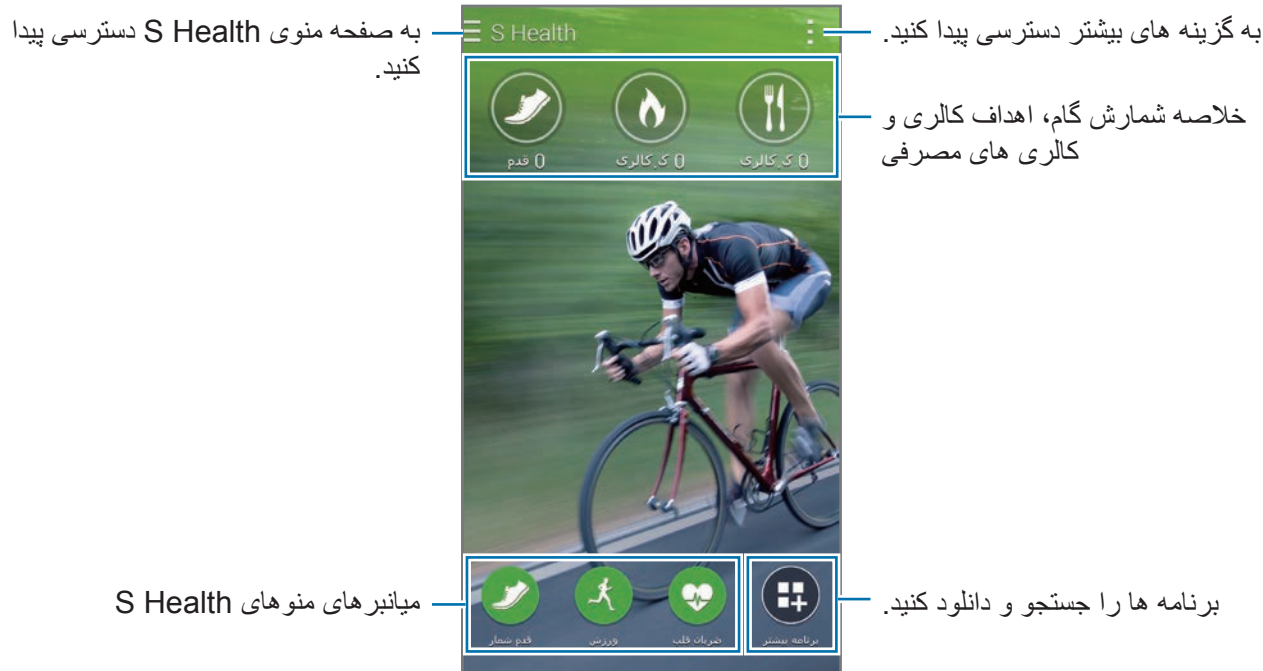 به صفحه منوی S Health دسترسی پیدا
کنید.
S Health
به گزینه های بیشتر دسترسی پیدا کنید.
خلاصه شمارش گام، اهداف کالری و
کالری های مصرفی
0 قدم
0 ک.کالری
0 ک.کالری
میانبرهای منوهای S Health
قدم شمار
ورزش
ضربان قلب
برنامه بیشتر
برنامه ها را جستجو و دانلود کنید.